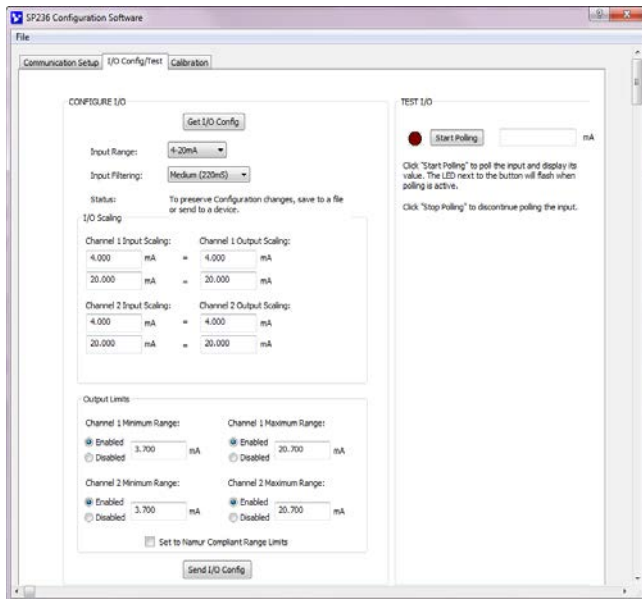 SP236 Configuration Software
File
Communication Setup I/O Config/Test Calibration
CONFIGURE I/O
Get I/O Config
Input Range: 4-20mA
Input Filtering: Medium (220mS)
Status: To preserve Configuration changes, save to a file
or send to a device.
I/O Scaling
Channel 1 Input Scaling: Channel 1 Output Scaling:
4.000 mA = 4.000 mA
20.000 mA = 20.000 mA
Channel 2 Input Scaling: Channel 2 Output Scaling:
4.000 mA = 4.000 mA
20.000 mA = 20.000 mA
Output Limits
Channel 1 Minimum Range: Channel 1 Maximum Range:
Enabled 3.700 mA Enabled 20.700 mA
Disabled Disabled
Channel 2 Minimum Range: Channel 2 Maximum Range:
Enabled 3.700 mA Enabled 20.700 mA
Disabled Disabled
Set to Namur Compliant Range Limits
Send I/O Config
TEST I/O
Start Polling mA
Click "Start Polling" to poll the input and display its
value. The LED next to the button will flash when
polling is active.
Click "Stop Polling" to discontinue polling the input.